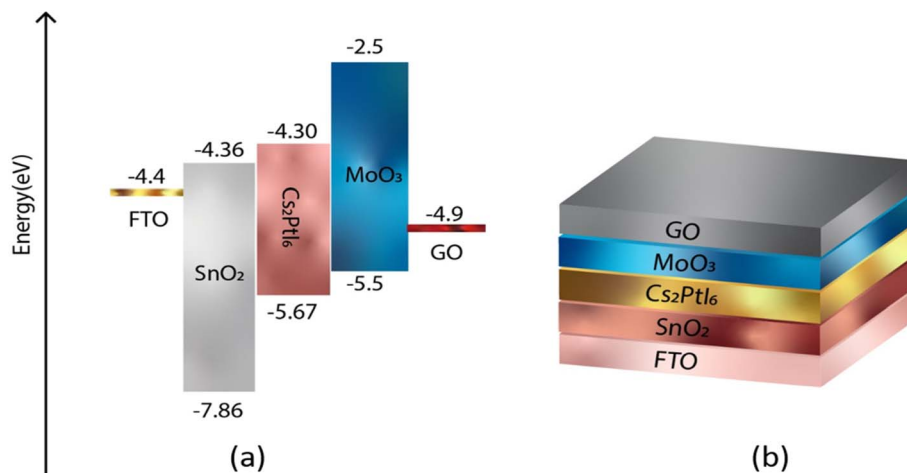 Energy(eV)
-4.4
FTO
-4.36
SnO₂
-7.86
-4.30
Cs₂PtI₆
-5.67
-2.5
MoO₃
-5.5
-4.9
GO
(a)
GO
MoO₃
Cs₂PtI₆
SnO₂
FTO
(b)